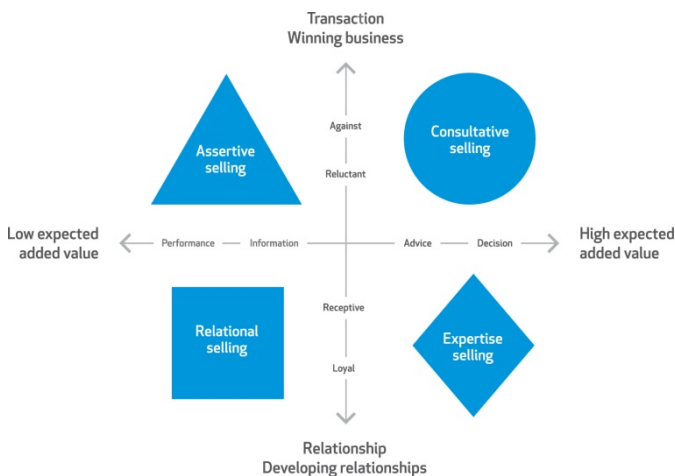 Transaction
Winning business
Against
Assertive
selling
Consultative
selling
Reluctant
Low expected
added value
Performance
Information
Advice
Decision
High expected
added value
Receptive
Relational
selling
Expertise
selling
Loyal
Relationship
Developing relationships